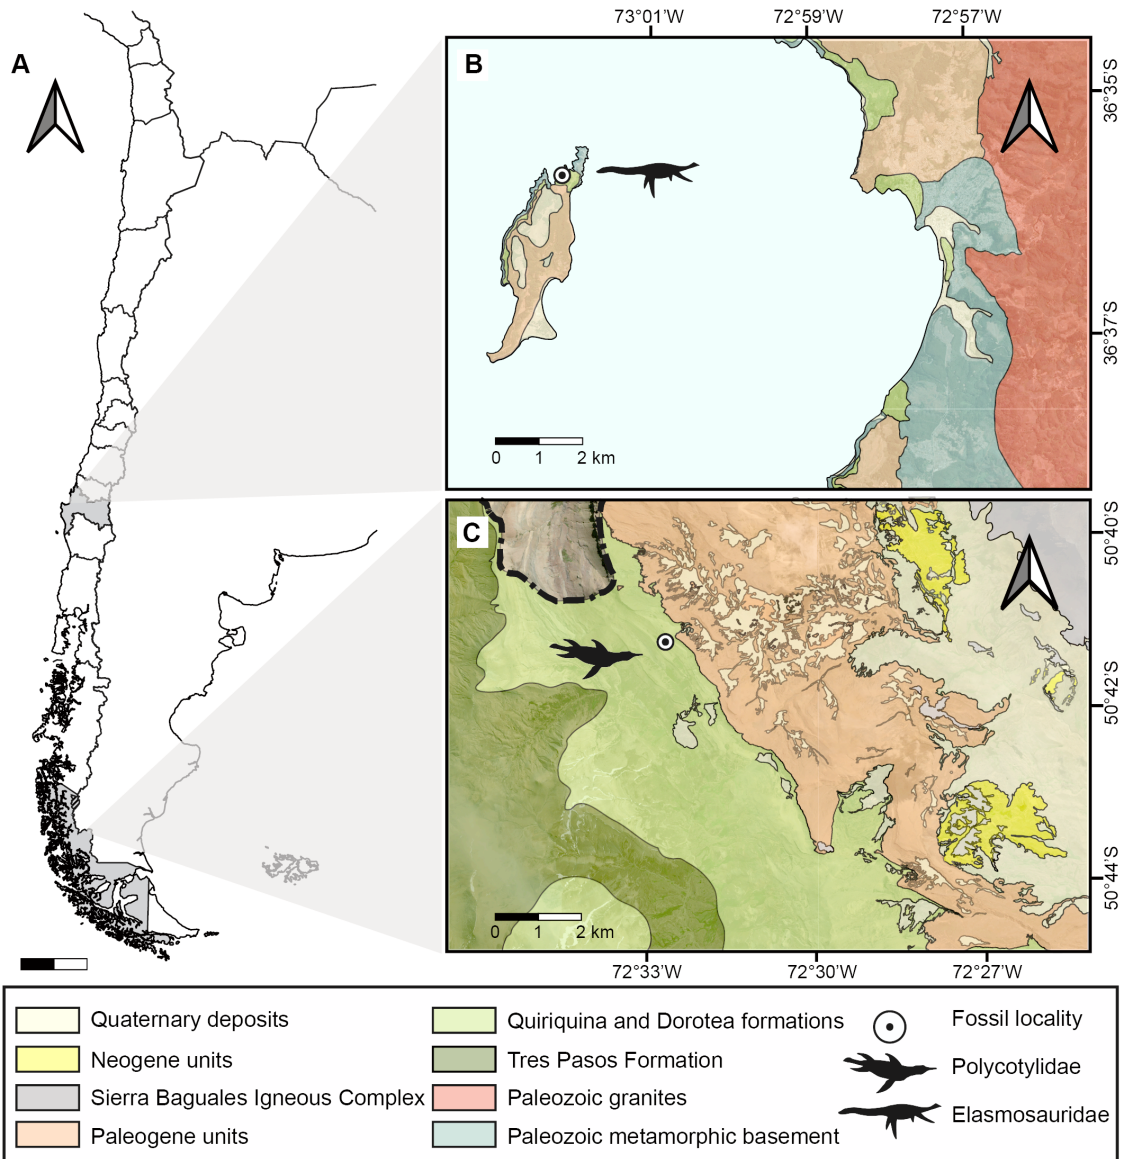 A
B
73°01'W
72°59'W
72°57'W
36°35'S
36°37'S
0 1 2 km
C
50°40'S
50°42'S
50°44'S
0 1 2 km
72°33'W
72°30'W
72°27'W
Quaternary deposits
Neogene units
Sierra Baguales Igneous Complex
Paleogene units
Quiriquina and Dorotea formations
Tres Pasos Formation
Paleozoic granites
Paleozoic metamorphic basement
Fossil locality
Polycotylidae
Elasmosauridae